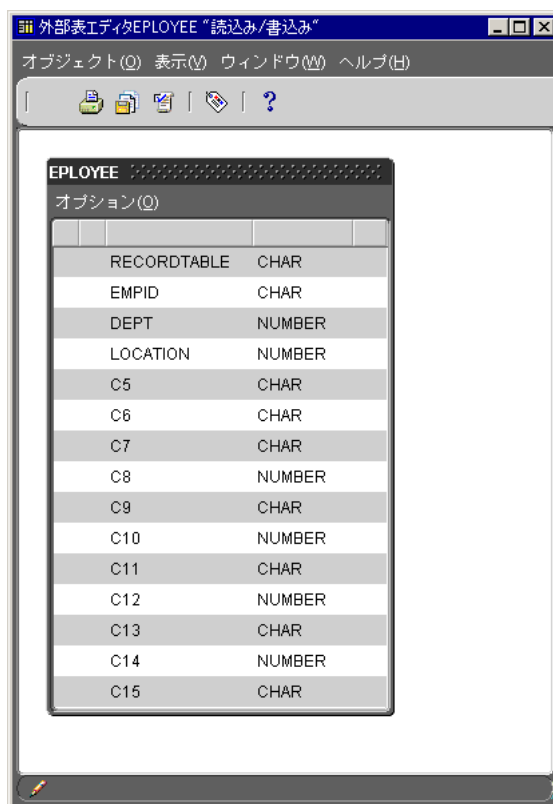 外部表エディタEPLOYEE “読込み/書込み“
オブジェクト(O) 表示(V) ウィンドウ(W) ヘルプ(H)
?
EPLOYEE
オプション(O)
RECORDTABLE CHAR
EMPID CHAR
DEPT NUMBER
LOCATION NUMBER
C5 CHAR
C6 CHAR
C7 CHAR
C8 NUMBER
C9 CHAR
C10 NUMBER
C11 CHAR
C12 NUMBER
C13 CHAR
C14 NUMBER
C15 CHAR